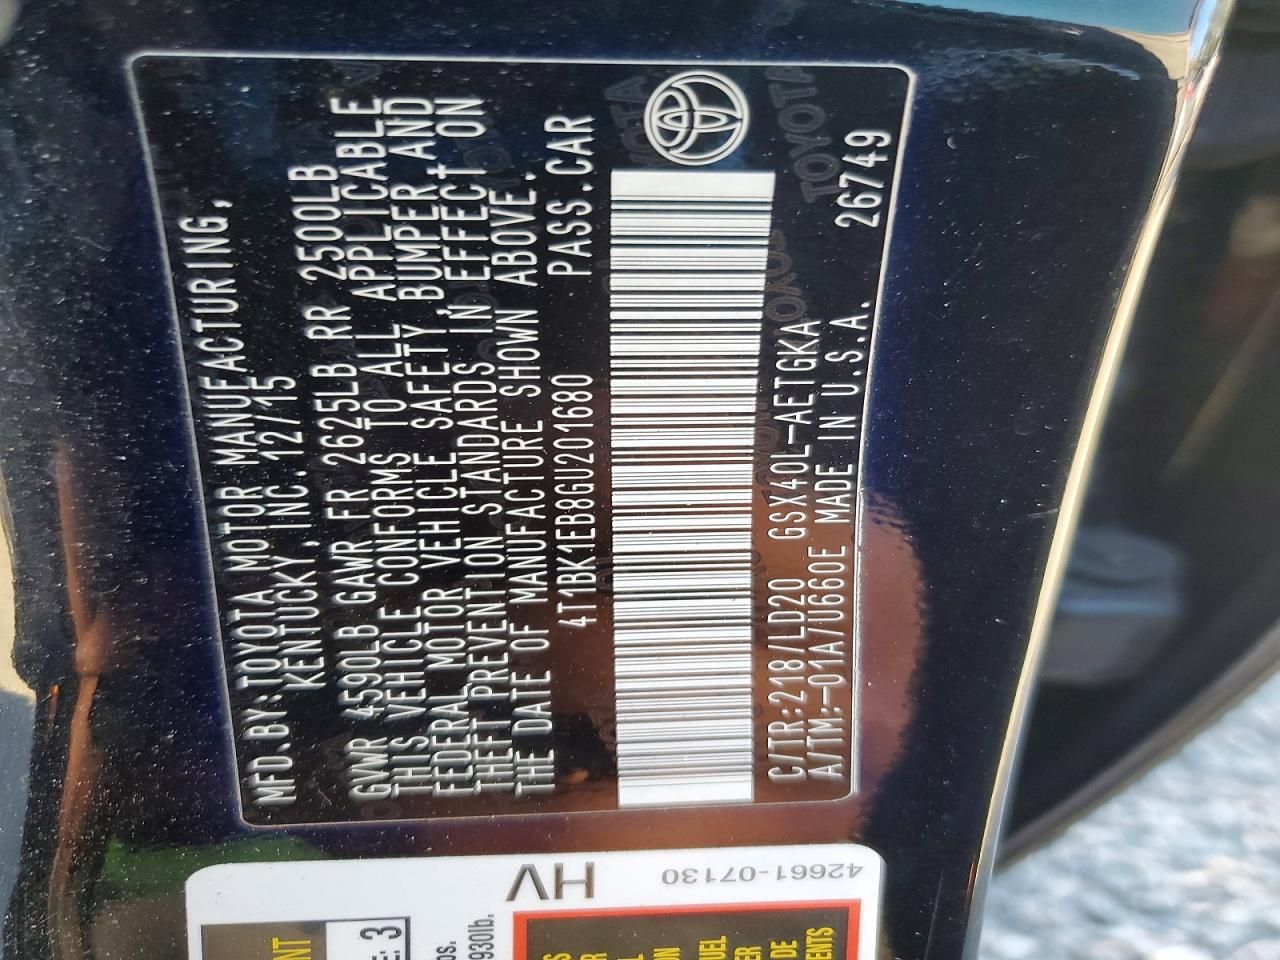 MFD.BY:TOYOTA MOTOR MANUFACTURING,
KENTUCKY, INC. 12/15
GVWR 4590LB GAWR FR 2625LB RR 2500LB
THIS VEHICLE CONFORMS TO ALL APPLICABLE
FEDERAL MOTOR VEHICLE SAFETY,BUMPER AND
THEFT PREVENTION STANDARDS IN EFFECT ON
THE DATE OF MANUFACTURE SHOWN ABOVE.
4T1BK1EB8GU201680 PASS.CAR
C/TR:218/LD20 GSX40L-AETGKA
A/TM:-01A/U660E MADE IN U.S.A. 26749
TOYOTA
HV
42661-07130
930lb.